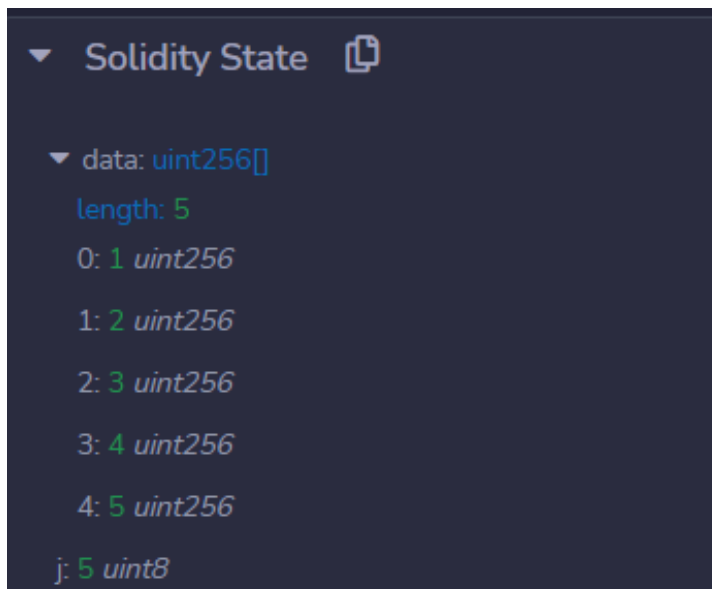 Solidity State
data: uint256[]
length: 5
0: 1 uint256
1: 2 uint256
2: 3 uint256
3: 4 uint256
4: 5 uint256
j: 5 uint8